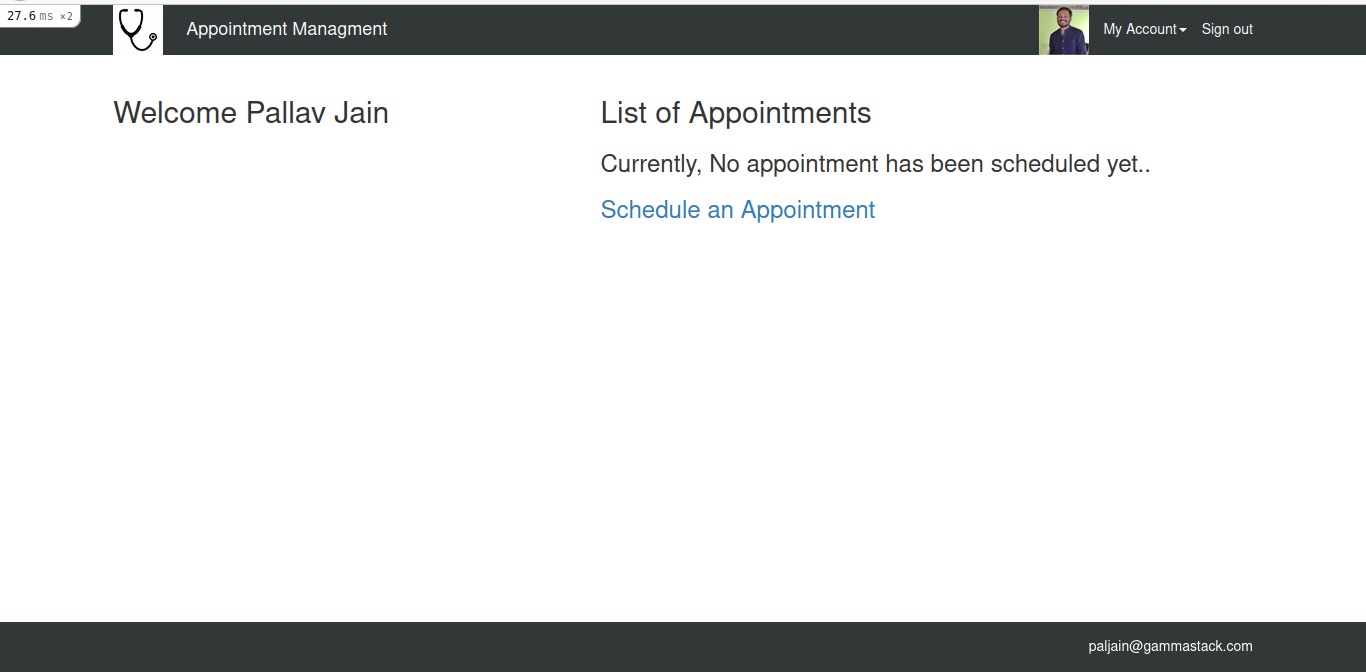 27.6 ms ×2
Appointment Managment
My Account
Sign out
Welcome Pallav Jain
List of Appointments
Currently, No appointment has been scheduled yet..
Schedule an Appointment
paljain@gammastack.com